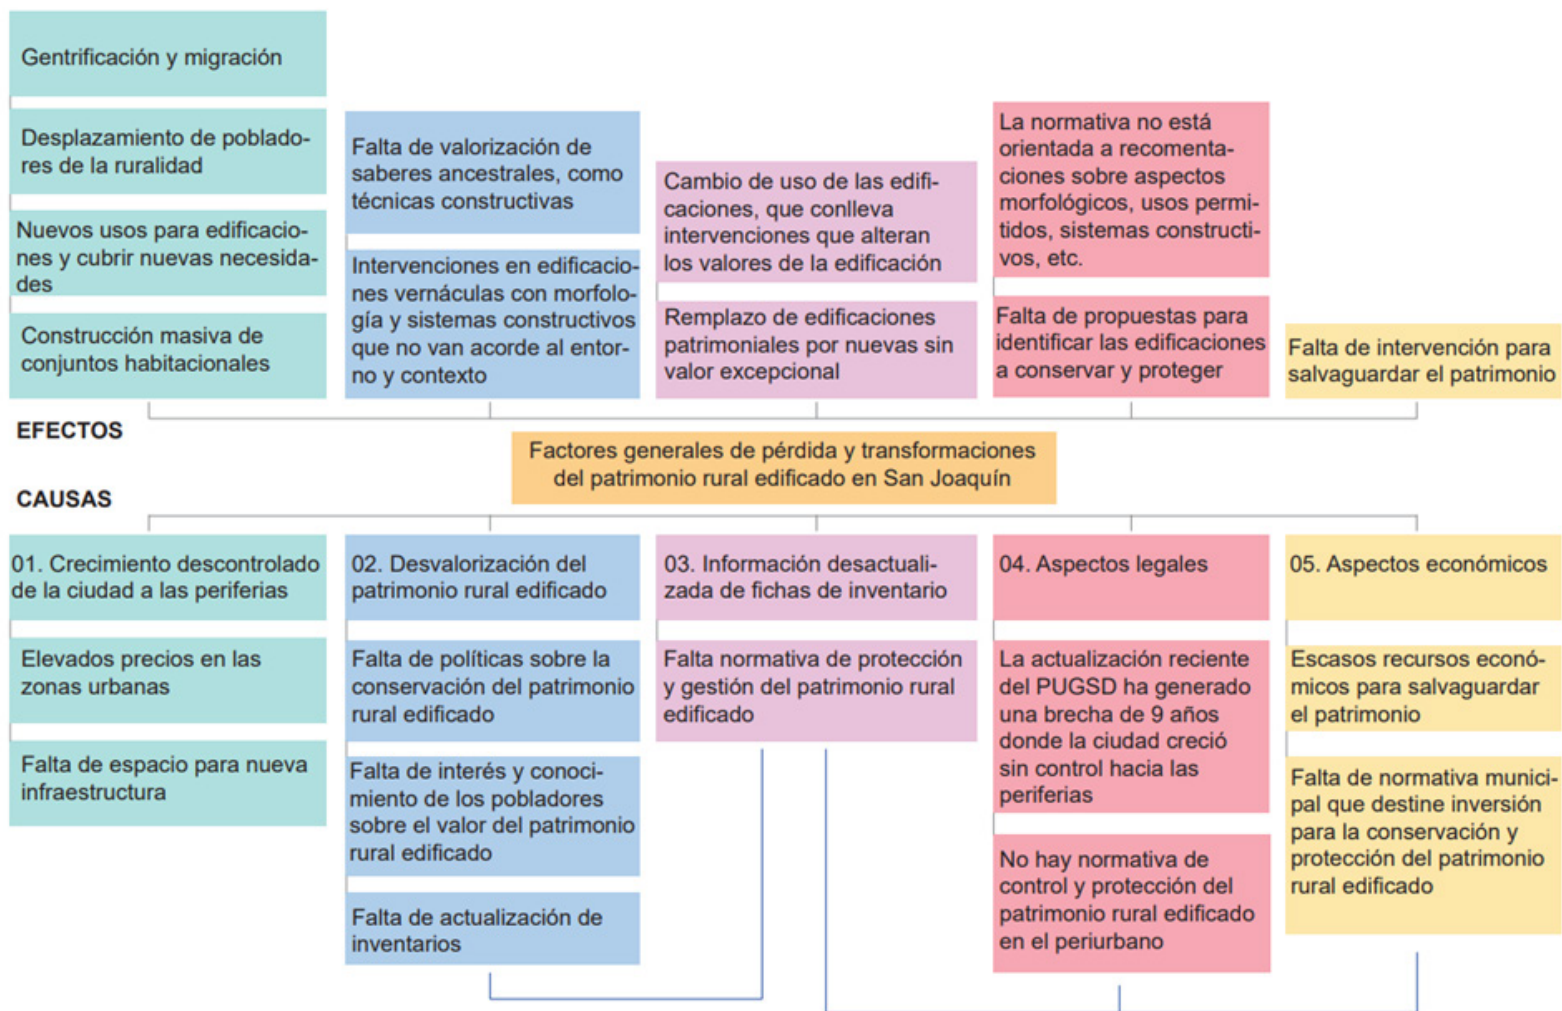 Gentrificación y migración
Desplazamiento de poblado-
res de la ruralidad
Nuevos usos para edificacio-
nes y cubrir nuevas necesida-
des
Construcción masiva de
conjuntos habitacionales
Falta de valorización de
saberes ancestrales, como
técnicas constructivas
Intervenciones en edificacio-
nes vernáculas con morfolo-
gía y sistemas constructivos
que no van acorde al entor-
no y contexto
Cambio de uso de las edifi-
caciones, que conlleva
intervenciones que alteran
los valores de la edificación
Remplazo de edificaciones
patrimoniales por nuevas sin
valor excepcional
La normativa no está
orientada a recomenta-
ciones sobre aspectos
morfológicos, usos permi-
tidos, sistemas constructi-
vos, etc.
Falta de propuestas para
identificar las edificaciones
a conservar y proteger
Falta de intervención para
salvaguardar el patrimonio
EFECTOS
Factores generales de pérdida y transformaciones
del patrimonio rural edificado en San Joaquín
CAUSAS
01. Crecimiento descontrolado
de la ciudad a las periferias
Elevados precios en las
zonas urbanas
Falta de espacio para nueva
infraestructura
02. Desvalorización del
patrimonio rural edificado
Falta de políticas sobre la
conservación del patrimonio
rural edificado
Falta de interés y conoci-
miento de los pobladores
sobre el valor del patrimonio
rural edificado
Falta de actualización de
inventarios
03. Información desactuali-
zada de fichas de inventario
Falta normativa de protección
y gestión del patrimonio rural
edificado
04. Aspectos legales
La actualización reciente
del PUGSD ha generado
una brecha de 9 años
donde la ciudad creció
sin control hacia las
periferias
No hay normativa de
control y protección del
patrimonio rural edificado
en el periurbano
05. Aspectos económicos
Escasos recursos econó-
micos para salvaguardar
el patrimonio
Falta de normativa munici-
pal que destine inversión
para la conservación y
protección del patrimonio
rural edificado